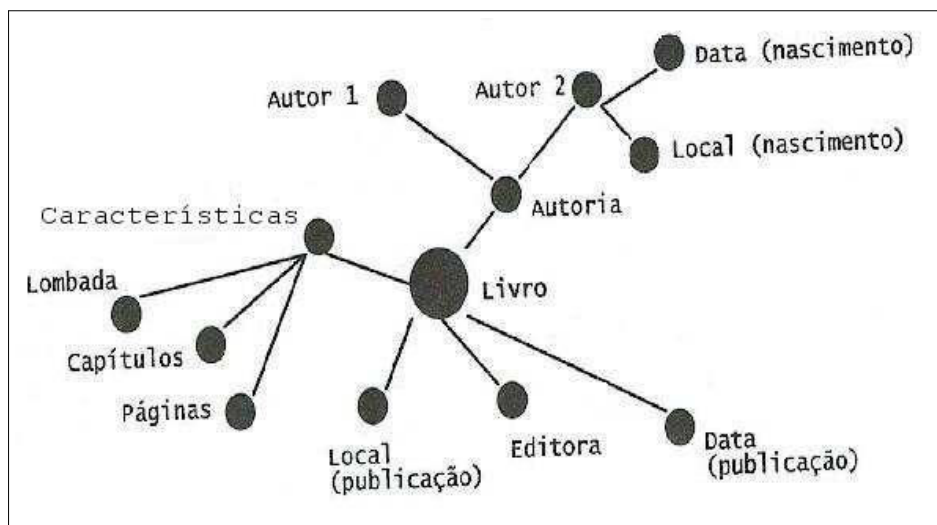 Data (nascimento)
Autor 1
Autor 2
Local (nascimento)
Autoria
Características
Lombada
Livro
Capítulos
Páginas
Local
(publicação)
Editora
Data
(publicação)